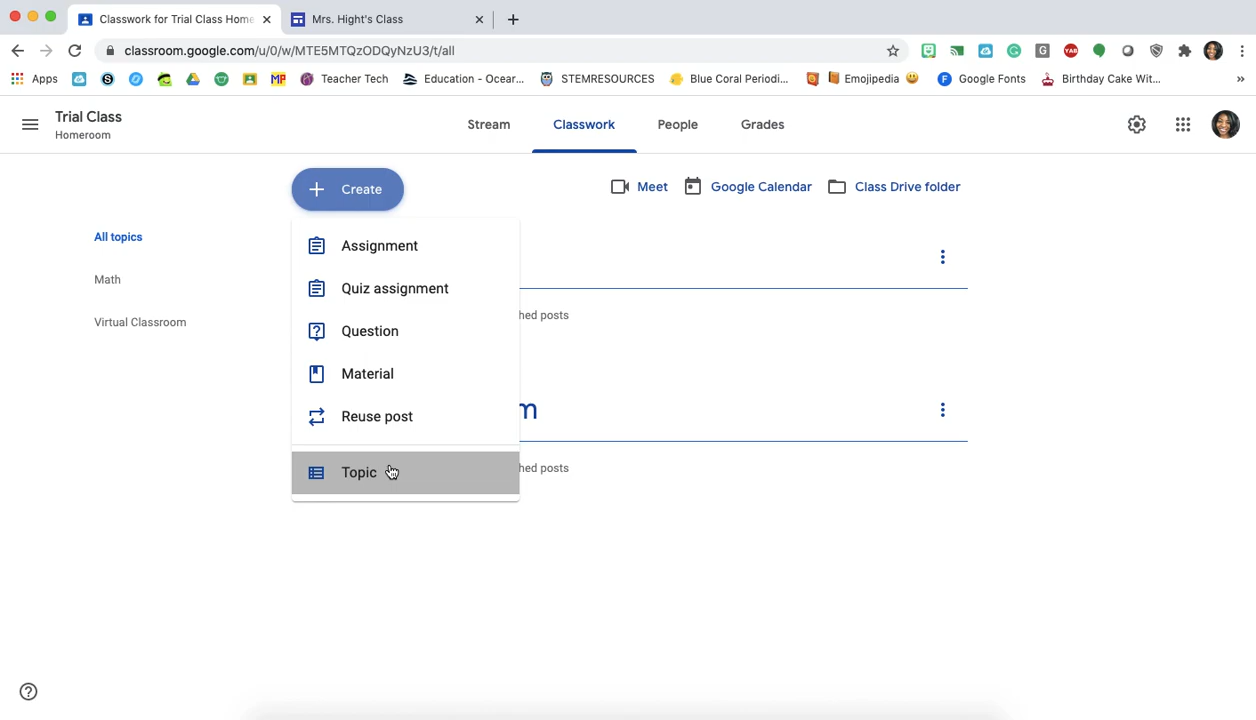 Classwork for Trial Class Home
Mrs. Hight's Class
classroom.google.com/u/0/w/MTE5MTQzODQyNzU3/t/all
Apps
Teacher Tech
Education - Ocear...
STEMRESOURCES
Blue Coral Periodi...
Emojipedia
Google Fonts
Birthday Cake Wit...
Trial Class
Homeroom
Stream
Classwork
People
Grades
Create
Meet
Google Calendar
Class Drive folder
All topics
Math
Virtual Classroom
Assignment
Quiz assignment
Question
Material
Reuse post
Topic
hed posts
m
hed posts